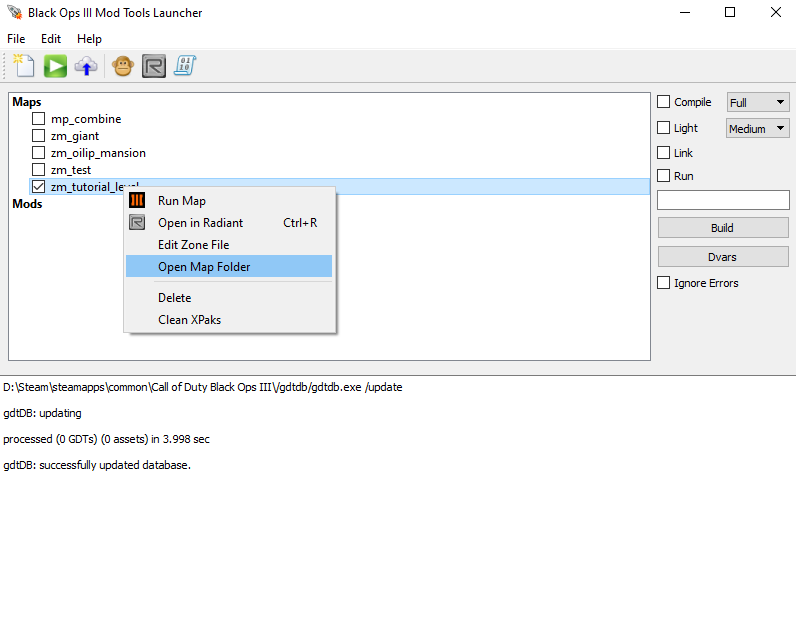 Black Ops III Mod Tools Launcher
File Edit Help
Maps
mp_combine
zm_giant
zm_oilip_mansion
zm_test
zm_tutorial_level
Mods
Run Map
Open in Radiant Ctrl+R
Edit Zone File
Open Map Folder
Delete
Clean XPaks
Compile Full
Light Medium
Link
Run
Build
Dvars
Ignore Errors
D:\Steam\steamapps\common\Call of Duty Black Ops III\/gdtdb/gdtdb.exe /update
gdtDB: updating
processed (0 GDTs) (0 assets) in 3.998 sec
gdtDB: successfully updated database.